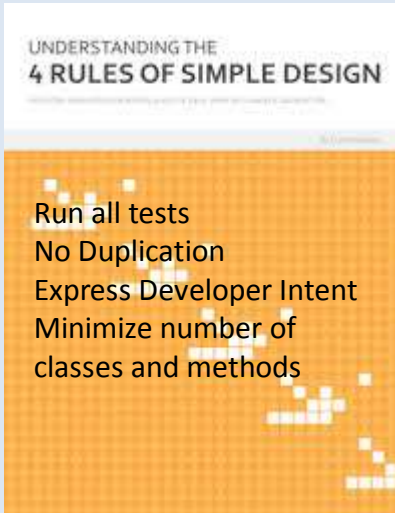 UNDERSTANDING THE
4 RULES OF SIMPLE DESIGN
Run all tests
No Duplication
Express Developer Intent
Minimize number of
classes and methods